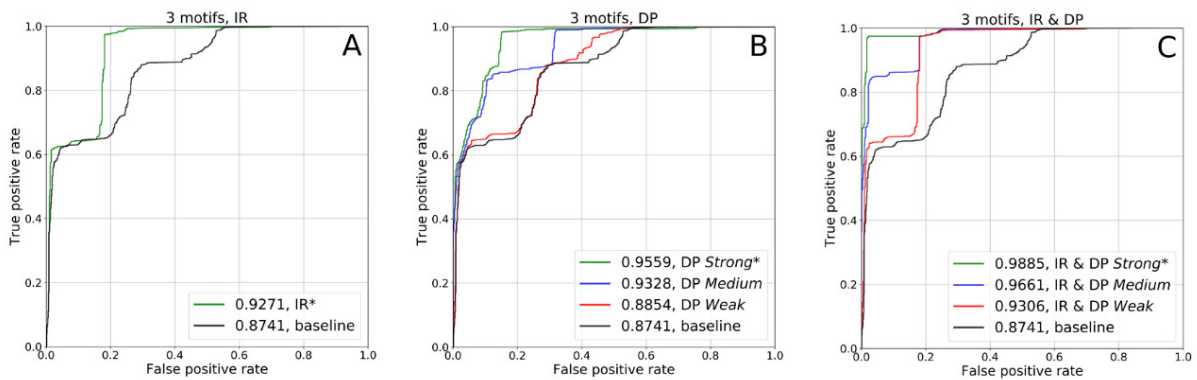 3 motifs, IR
A
True positive rate
1.0
0.8
0.6
0.4
0.2
0.0
0.9271, IR*
0.8741, baseline
0.0 0.2 0.4 0.6 0.8 1.0
False positive rate
3 motifs, DP
B
True positive rate
1.0
0.8
0.6
0.4
0.2
0.0
0.9559, DP Strong*
0.9328, DP Medium
0.8854, DP Weak
0.8741, baseline
0.0 0.2 0.4 0.6 0.8 1.0
False positive rate
3 motifs, IR & DP
C
True positive rate
1.0
0.8
0.6
0.4
0.2
0.0
0.9885, IR & DP Strong*
0.9661, IR & DP Medium
0.9306, IR & DP Weak
0.8741, baseline
0.0 0.2 0.4 0.6 0.8 1.0
False positive rate